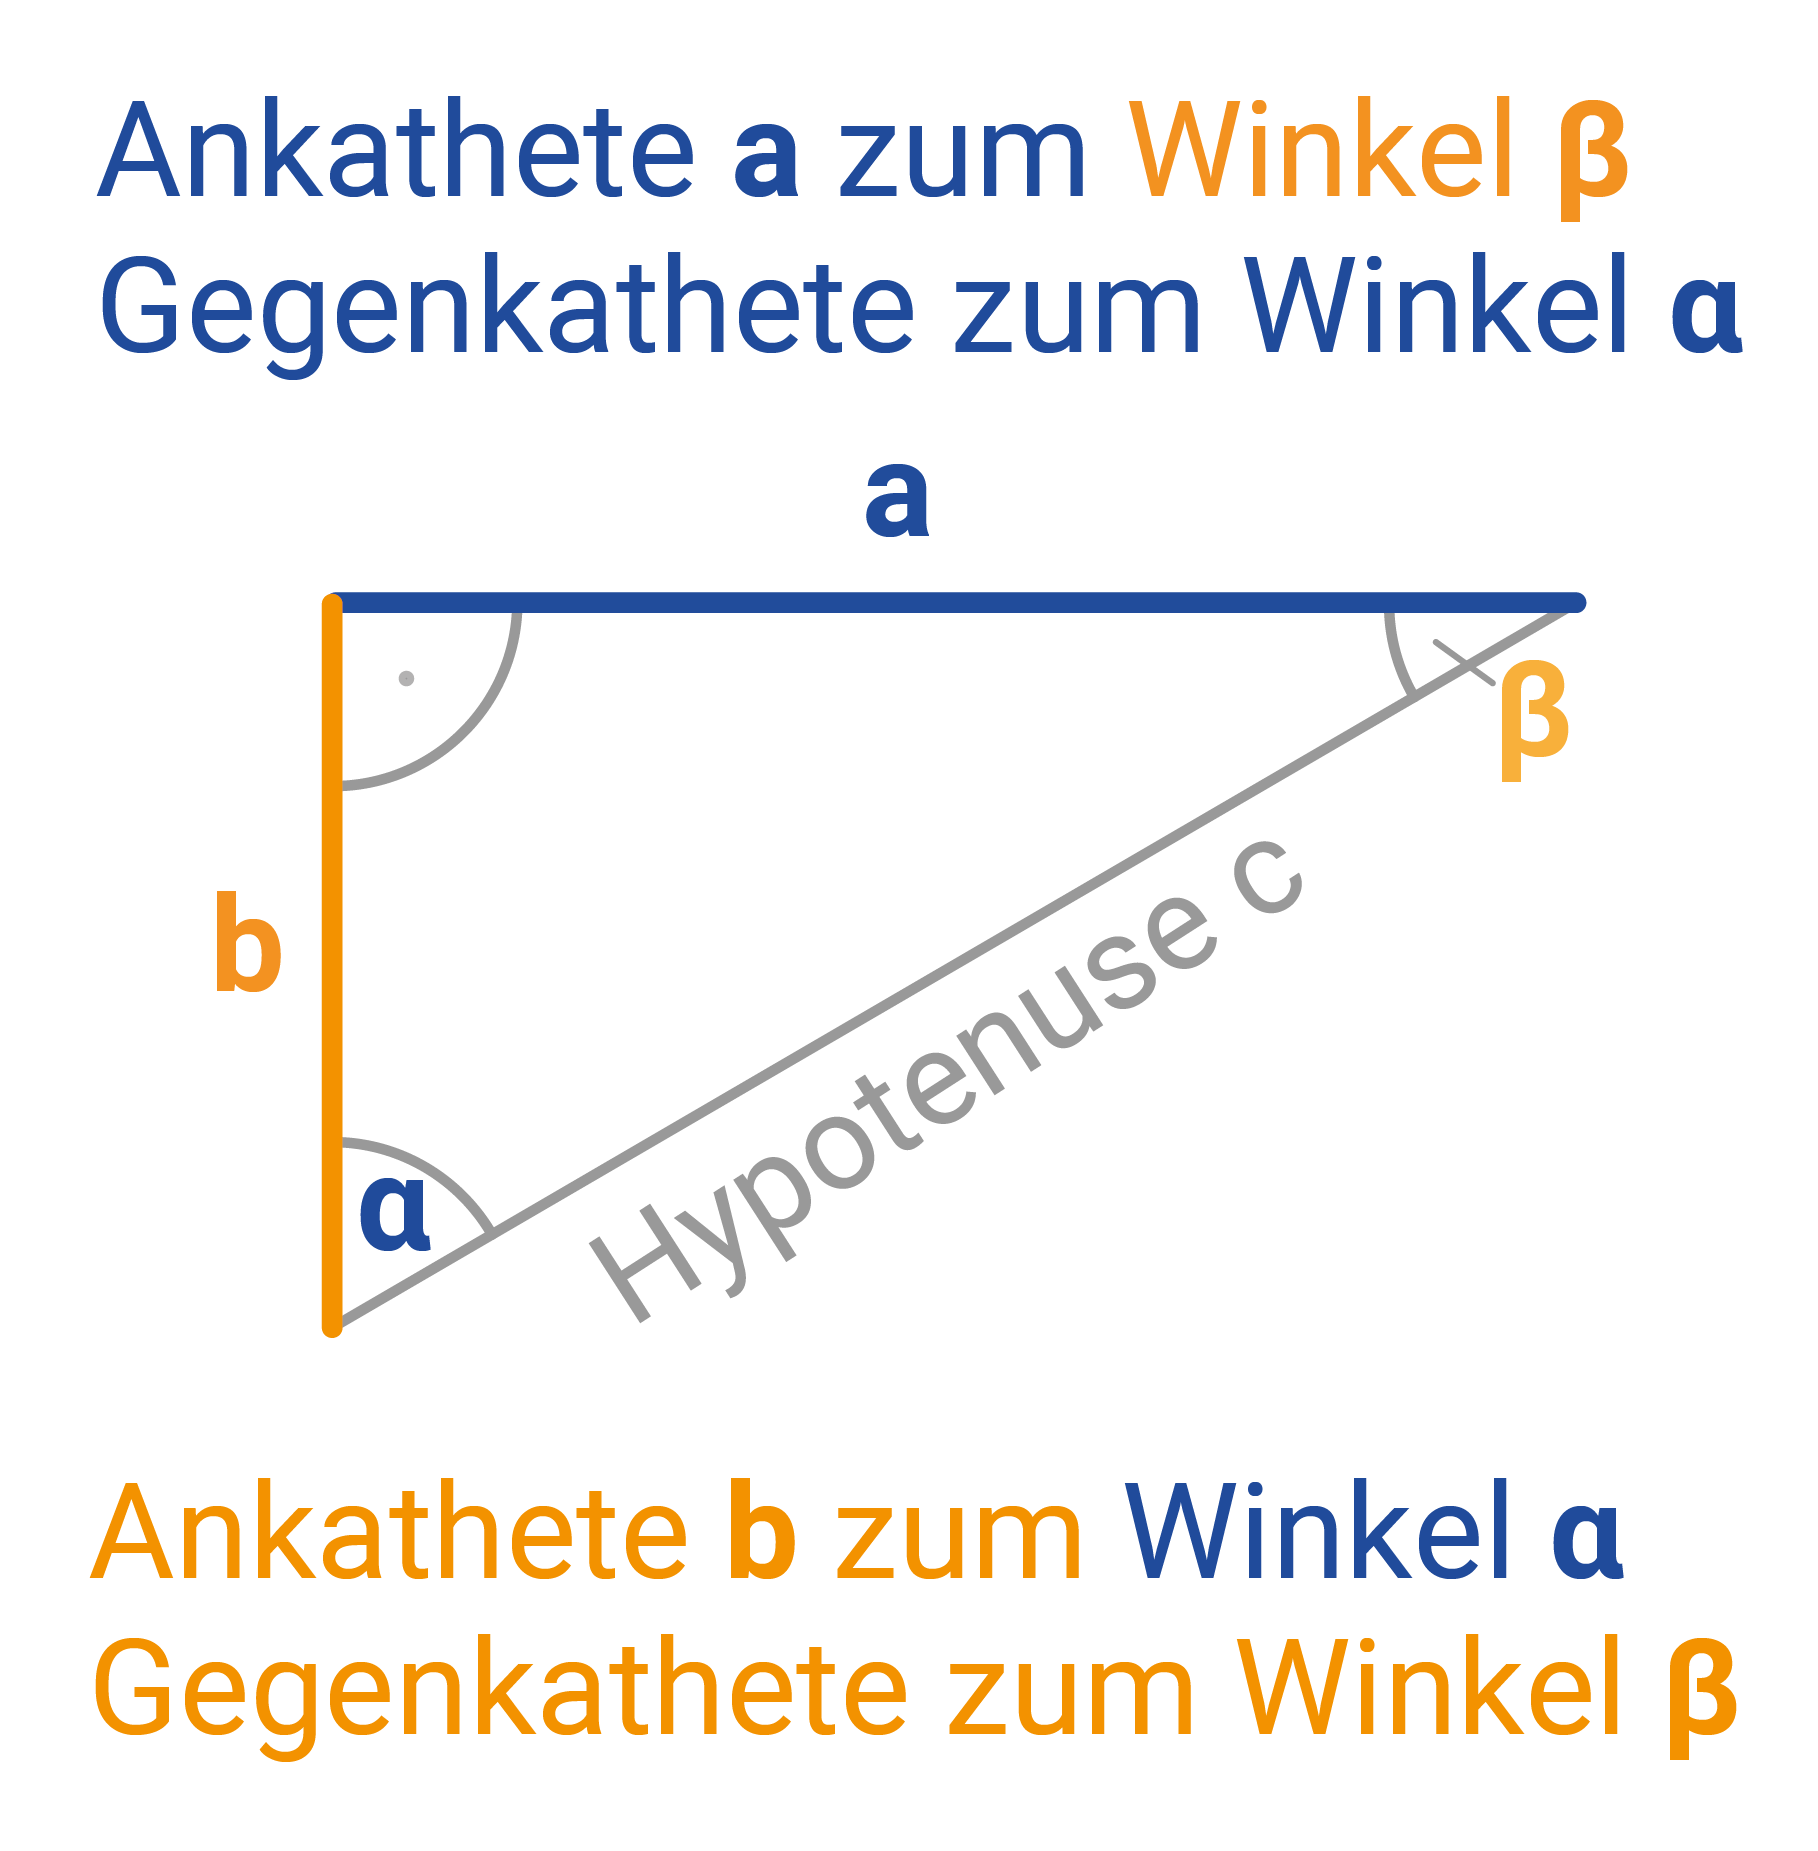 Ankathete a zum Winkel β
Gegenkathete zum Winkel α
a
β
b
α
Hypotenuse c
Ankathete b zum Winkel α
Gegenkathete zum Winkel β